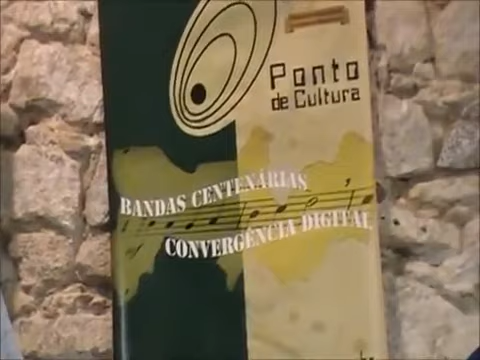 Ponto
de Cultura
BANDAS CENTENÁRIAS
CONVERGÊNCIA DIGITAL